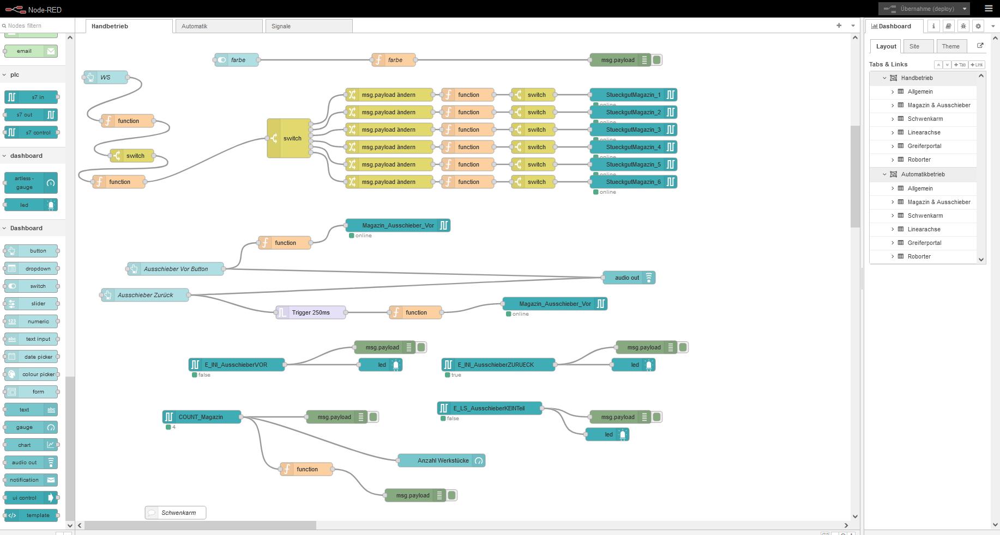 Node-RED
Übernahme (deploy)
Nodes filtern
email
plc
s7 in
s7 out
s7 control
dashboard
artless -
gauge
led
Dashboard
button
dropdown
switch
slider
numeric
text input
date picker
colour picker
form
text
gauge
chart
audio out
notification
ui control
template
Handbetrieb
Automatik
Signale
farbe
farbe
msg.payload
WS
function
switch
function
switch
msg.payload ändern
function
switch
StueckgutMagazin_1
online
msg.payload ändern
function
switch
StueckgutMagazin_2
online
msg.payload ändern
function
switch
StueckgutMagazin_3
online
msg.payload ändern
function
switch
StueckgutMagazin_4
online
msg.payload ändern
function
switch
StueckgutMagazin_5
online
msg.payload ändern
function
switch
StueckgutMagazin_6
online
Magazin_Ausschieber_Vor
online
function
Ausschieber Vor Button
audio out
Ausschieber Zurück
Trigger 250ms
function
Magazin_Ausschieber_Vor
online
msg.payload
E_INI_AusschieberVOR
false
led
msg.payload
E_INI_AusschieberZURUECK
true
led
COUNT_Magazin
4
msg.payload
E_LS_AusschieberKEINTeil
false
msg.payload
led
Anzahl Werkstücke
function
msg.payload
Schwenkarm
Dashboard
Layout
Site
Theme
Tabs & Links
Tab
Link
Handbetrieb
Allgemein
Magazin & Ausschieber
Schwenkarm
Linearachse
Greiferportal
Roborter
Automatikbetrieb
Allgemein
Magazin & Ausschieber
Schwenkarm
Linearachse
Greiferportal
Roborter